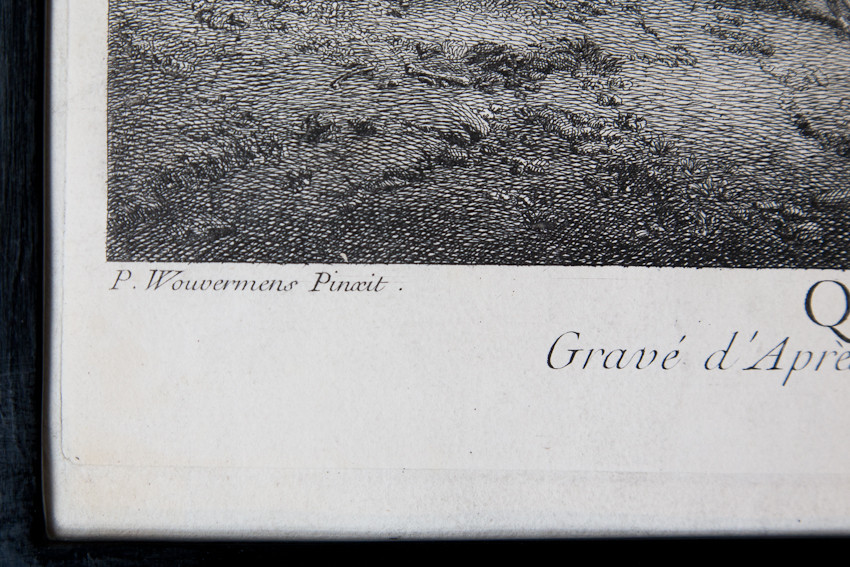 P. Wouvermens Pinxit .
Q
Gravé d'Aprè